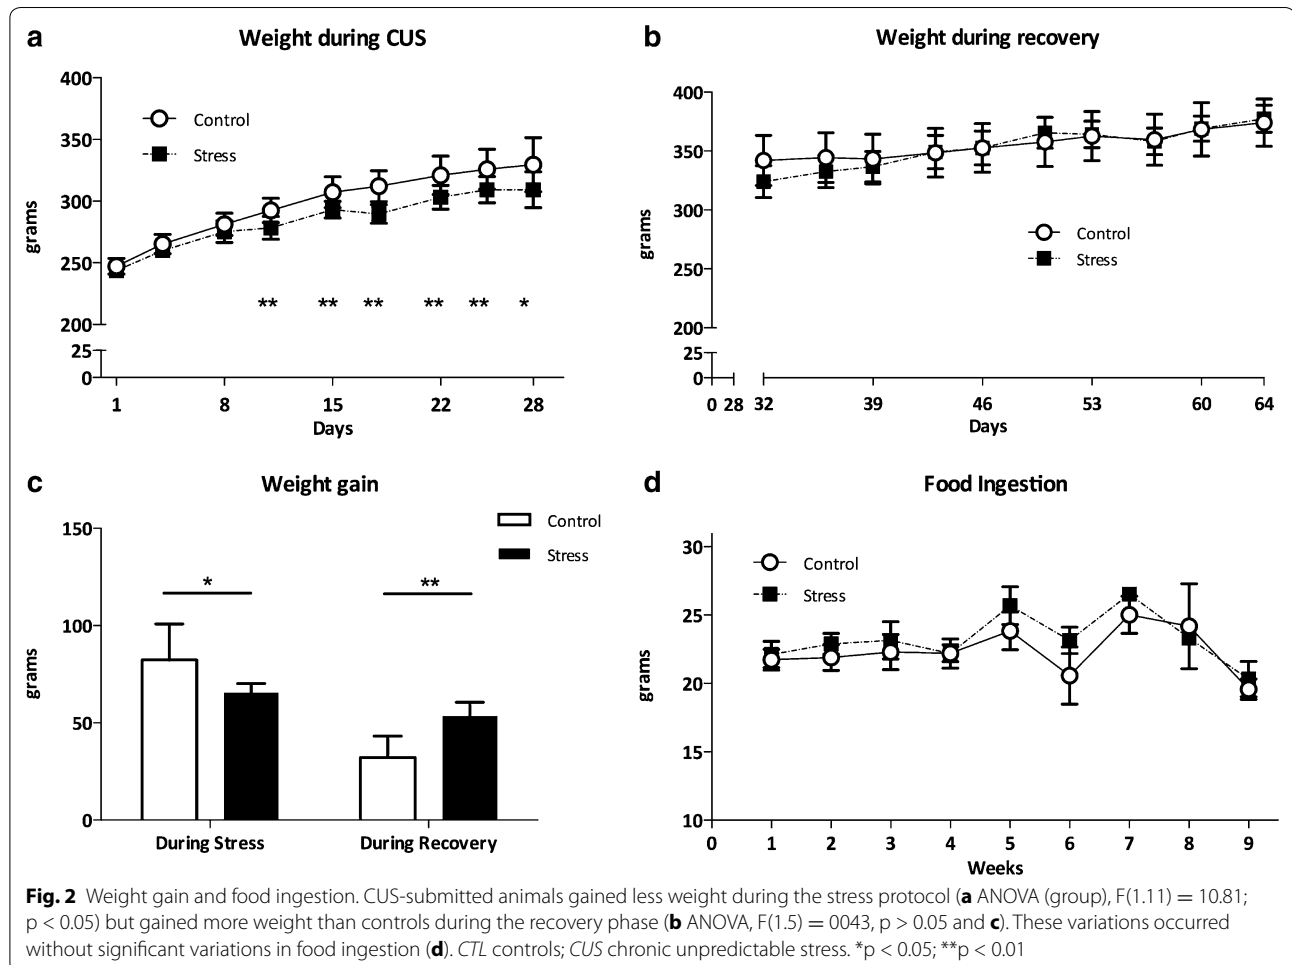 a
Weight during CUS
400
350
300
250
200
25
0
grams
Control
Stress
** ** ** ** ** *
1 8 15 22 28
Days
b
Weight during recovery
400
350
300
250
200
25
0
grams
Control
Stress
0 28 32 39 46 53 60 64
Days
c
Weight gain
Control
Stress
150
100
50
0
grams
* **
During Stress During Recovery
d
Food Ingestion
30
25
20
15
10
grams
Control
Stress
0 1 2 3 4 5 6 7 8 9
Weeks
Fig. 2 Weight gain and food ingestion. CUS-submitted animals gained less weight during the stress protocol (a ANOVA (group), F(1.11) = 10.81;
p < 0.05) but gained more weight than controls during the recovery phase (b ANOVA, F(1.5) = 0043, p > 0.05 and c). These variations occurred
without significant variations in food ingestion (d). CTL controls; CUS chronic unpredictable stress. *p < 0.05; **p < 0.01